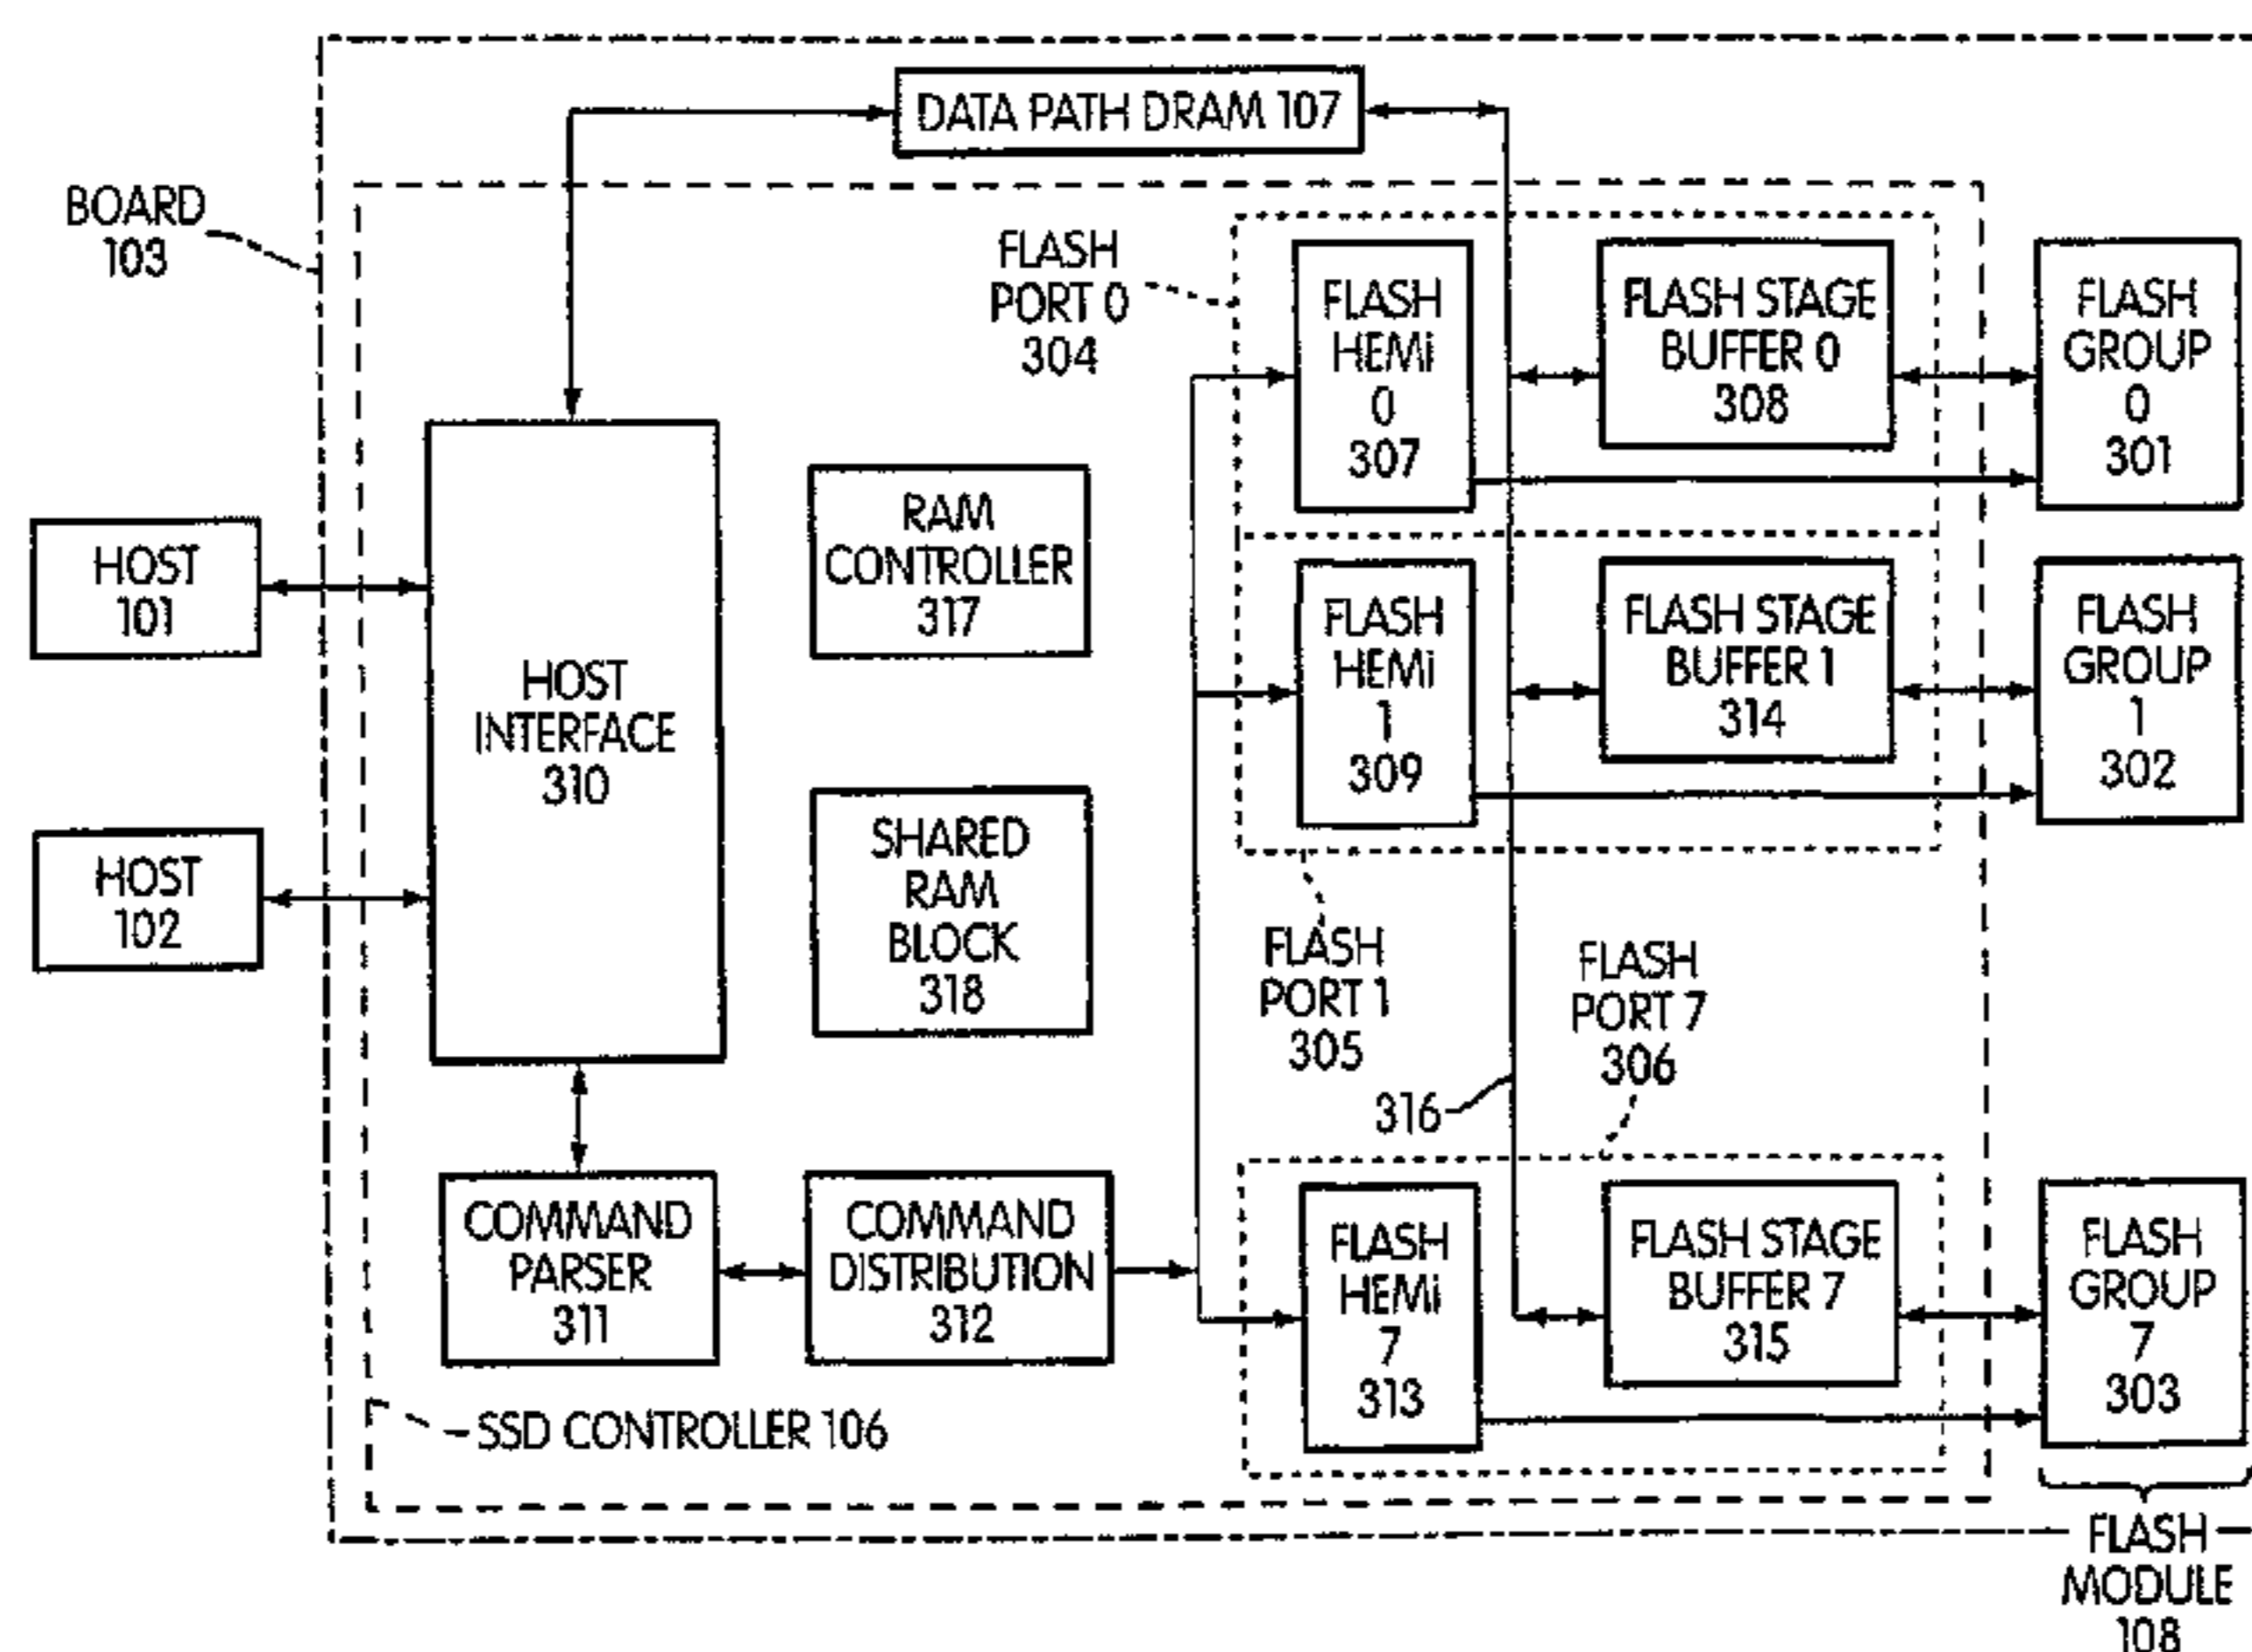 DATA PATH DRAM 107
BOARD
103
FLASH
PORT 0
304
FLASH
HEMi
0
307
FLASH STAGE
BUFFER 0
308
FLASH
GROUP
0
301
HOST
101
HOST
INTERFACE
310
RAM
CONTROLLER
317
FLASH
HEMi
1
309
FLASH STAGE
BUFFER 1
314
FLASH
GROUP
1
302
HOST
102
SHARED
RAM
BLOCK
318
FLASH
PORT 1
305
FLASH
PORT 7
306
316
COMMAND
PARSER
311
COMMAND
DISTRIBUTION
312
FLASH
HEMi
7
313
FLASH STAGE
BUFFER 7
315
FLASH
GROUP
7
303
SSD CONTROLLER 106
FLASH
MODULE
108